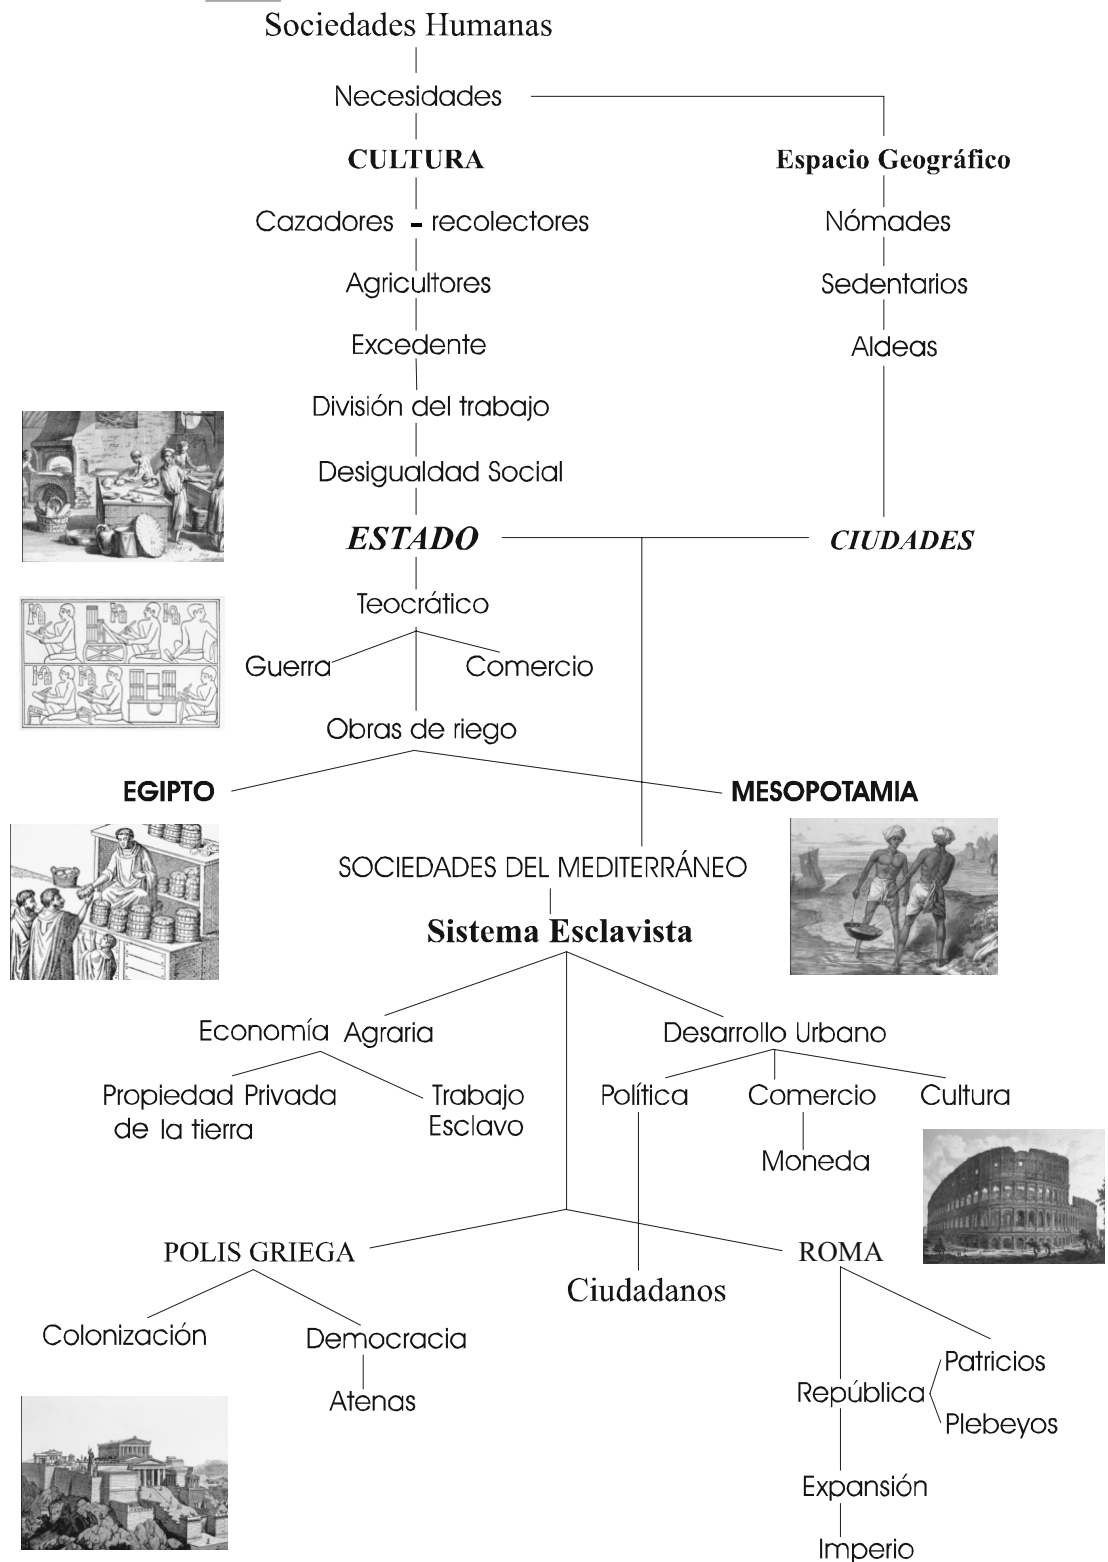 Sociedades Humanas
Necesidades
CULTURA
Espacio Geográfico
Cazadores - recolectores
Nómades
Agricultores
Sedentarios
Excedente
Aldeas
División del trabajo
Desigualdad Social
ESTADO
CIUDADES
Teocrático
Guerra
Comercio
Obras de riego
EGIPTO
MESOPOTAMIA
SOCIEDADES DEL MEDITERRÁNEO
Sistema Esclavista
Economía Agraria
Desarrollo Urbano
Propiedad Privada
de la tierra
Trabajo
Esclavo
Política
Comercio
Cultura
Moneda
POLIS GRIEGA
ROMA
Ciudadanos
Colonización
Democracia
Atenas
Patricios
República
Plebeyos
Expansión
Imperio